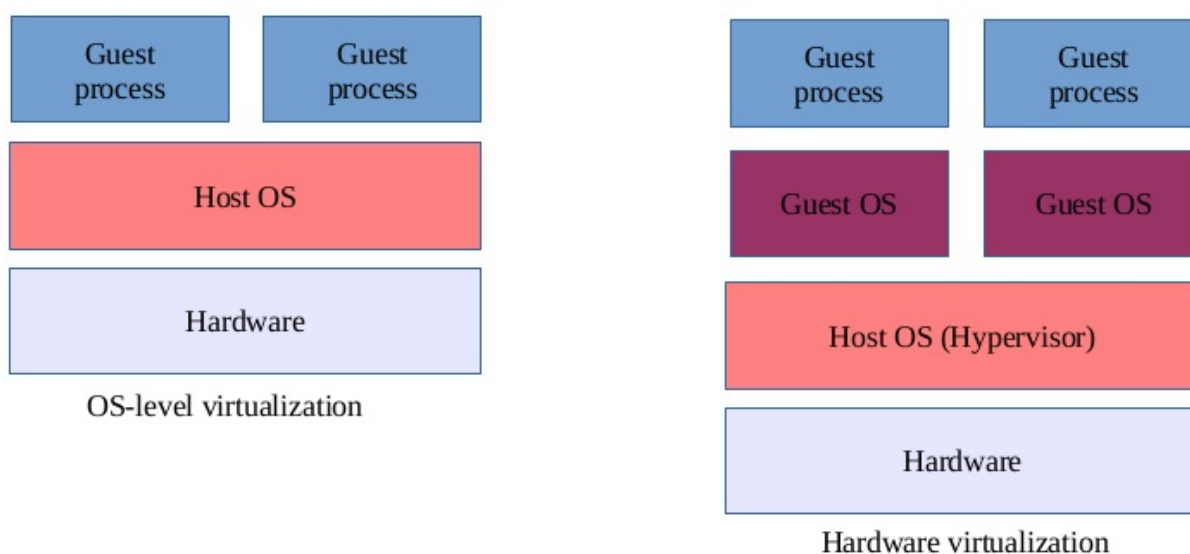 Guest
process
Guest
process
Host OS
Hardware
OS-level virtualization
Guest
process
Guest
process
Guest OS
Guest OS
Host OS (Hypervisor)
Hardware
Hardware virtualization